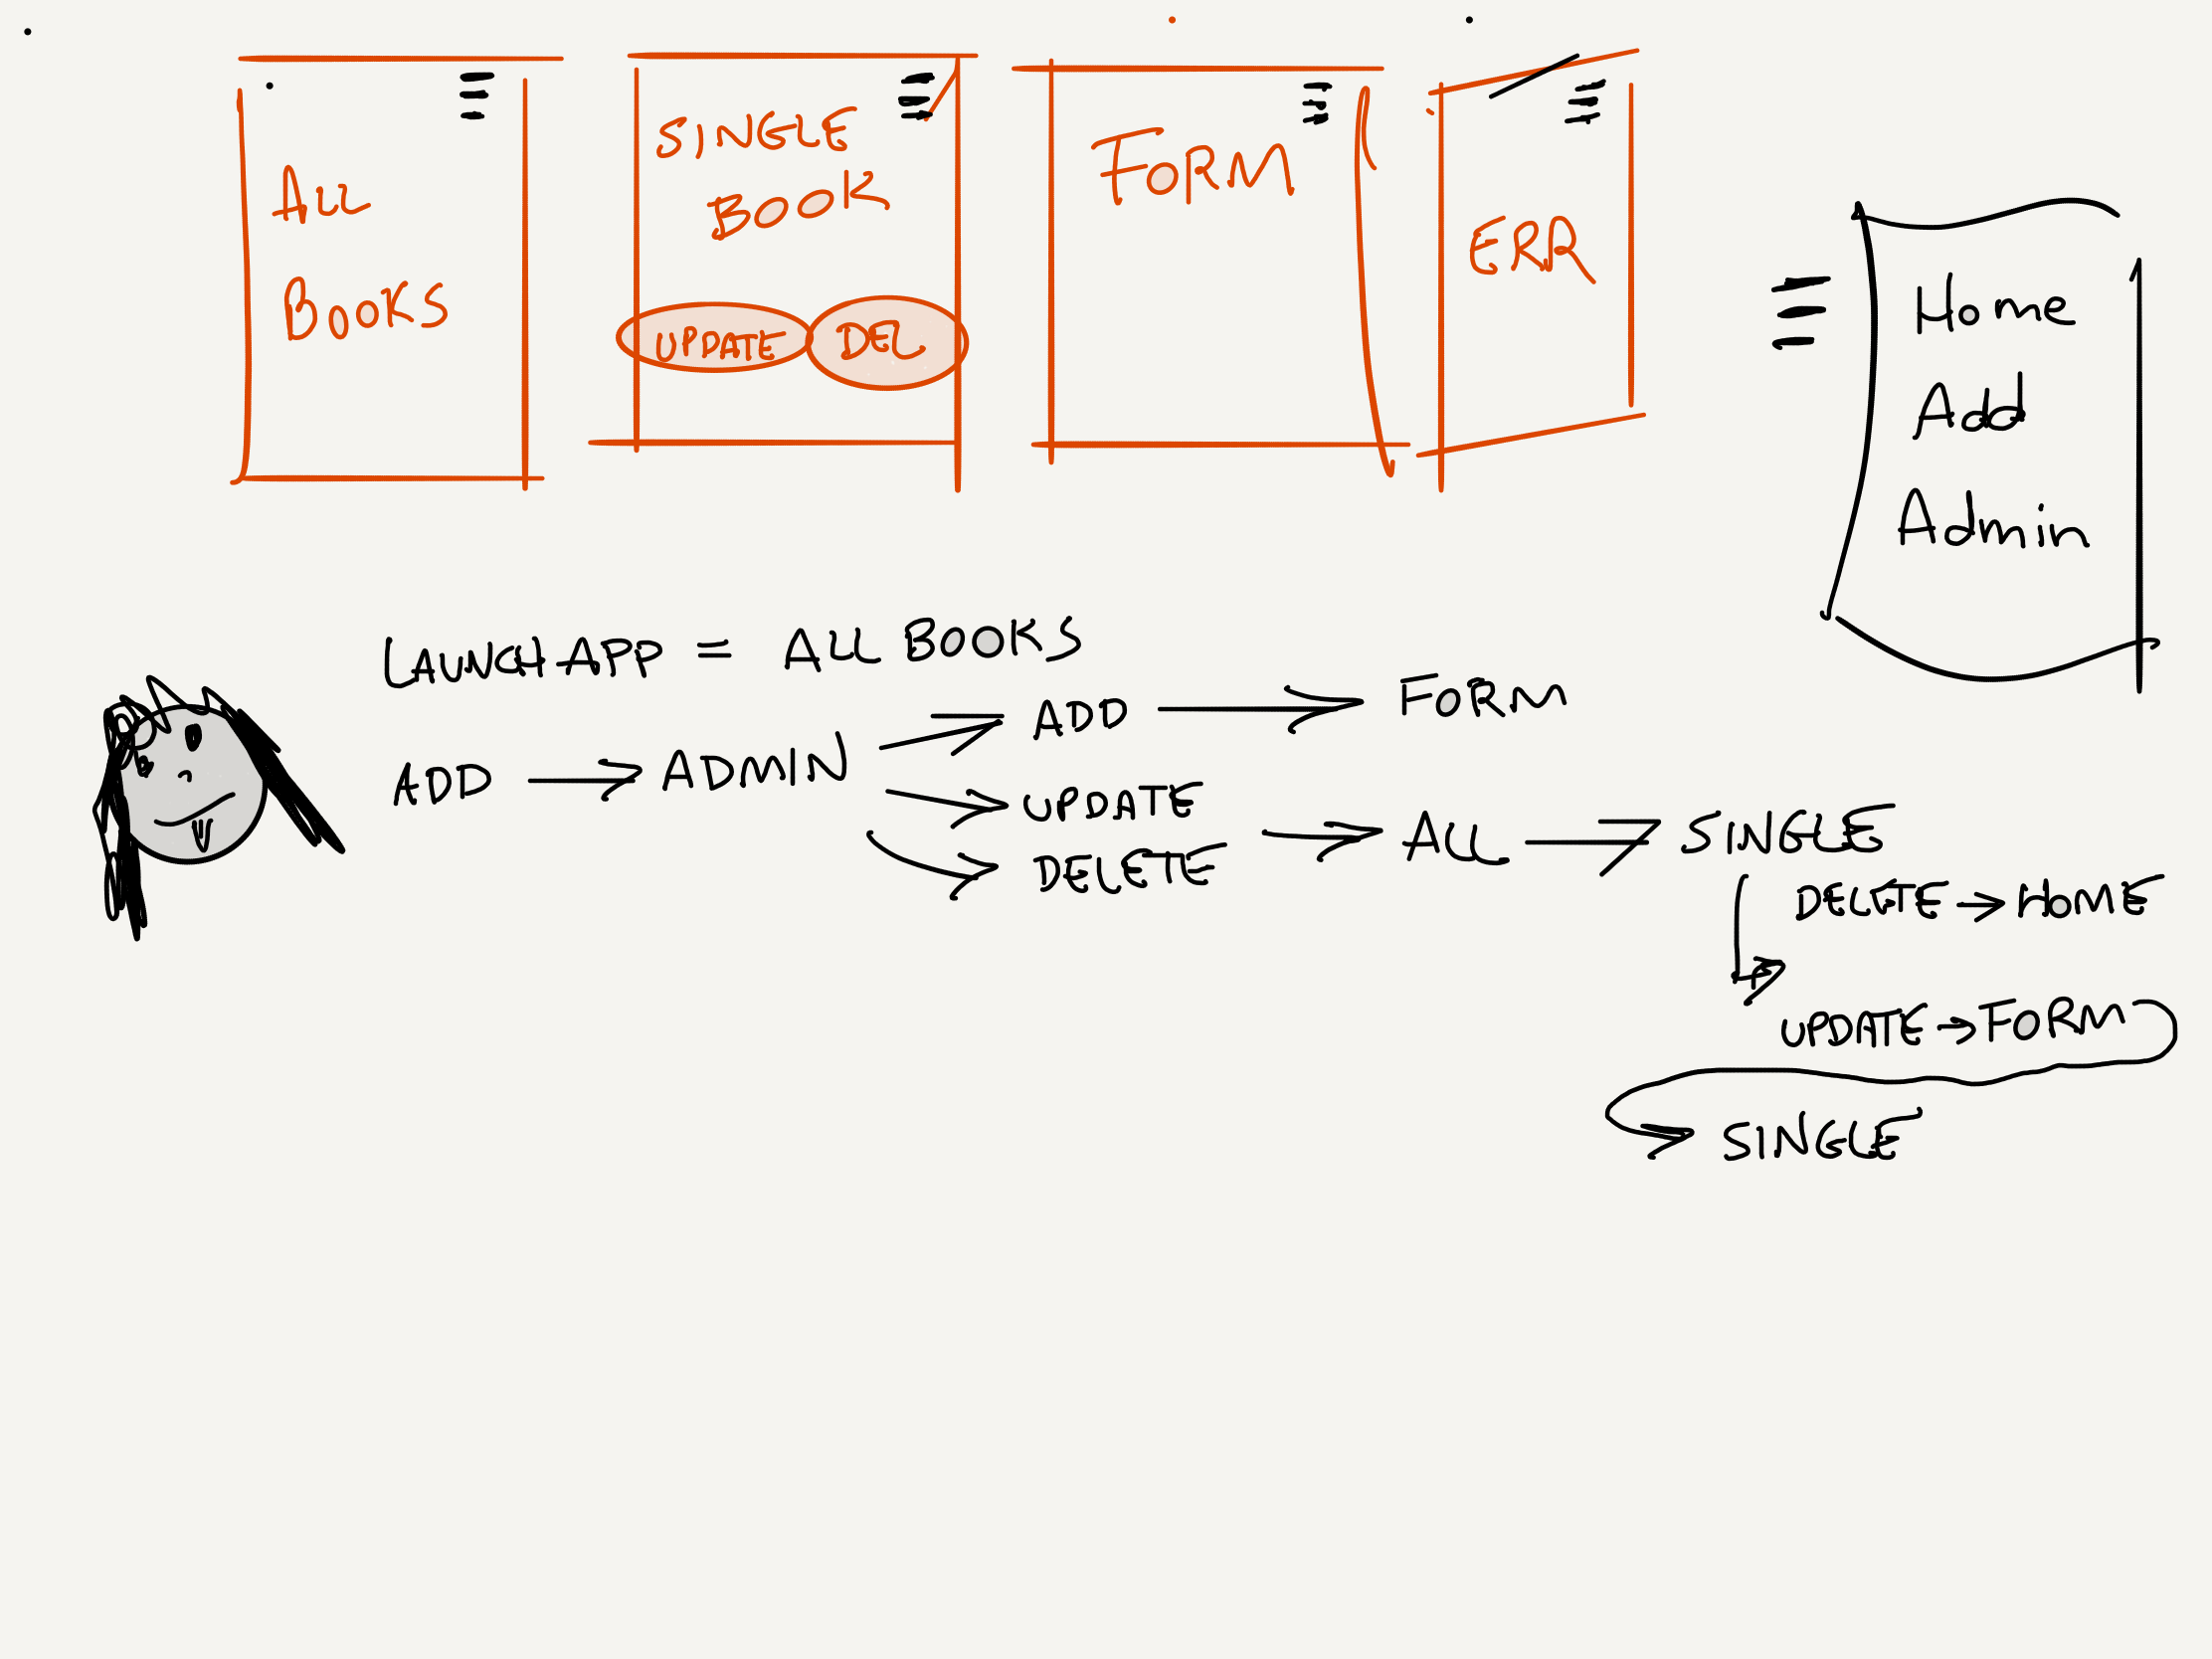 ALL
BOOKS
SINGLE
BOOK
UPDATE DEL
FORM
ERR
Home
Add
Admin
LAUNCH APP = ALL BOOKS
ADD → ADMIN → ADD → FORM
→ UPDATE
→ DELETE → ALL → SINGLE
DELETE → HOME
UPDATE → FORM
→ SINGLE